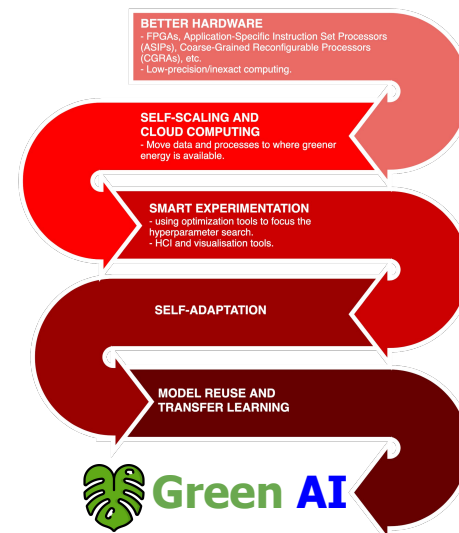 BETTER HARDWARE
- FPGAs, Application-Specific Instruction Set Processors
(ASIPs), Coarse-Grained Reconfigurable Processors
(CGRAs), etc.
- Low-precision/inexact computing.
SELF-SCALING AND
CLOUD COMPUTING
- Move data and processes to where greener
energy is available.
SMART EXPERIMENTATION
- using optimization tools to focus the
hyperparameter search.
- HCI and visualisation tools.
SELF-ADAPTATION
MODEL REUSE AND
TRANSFER LEARNING
Green AI